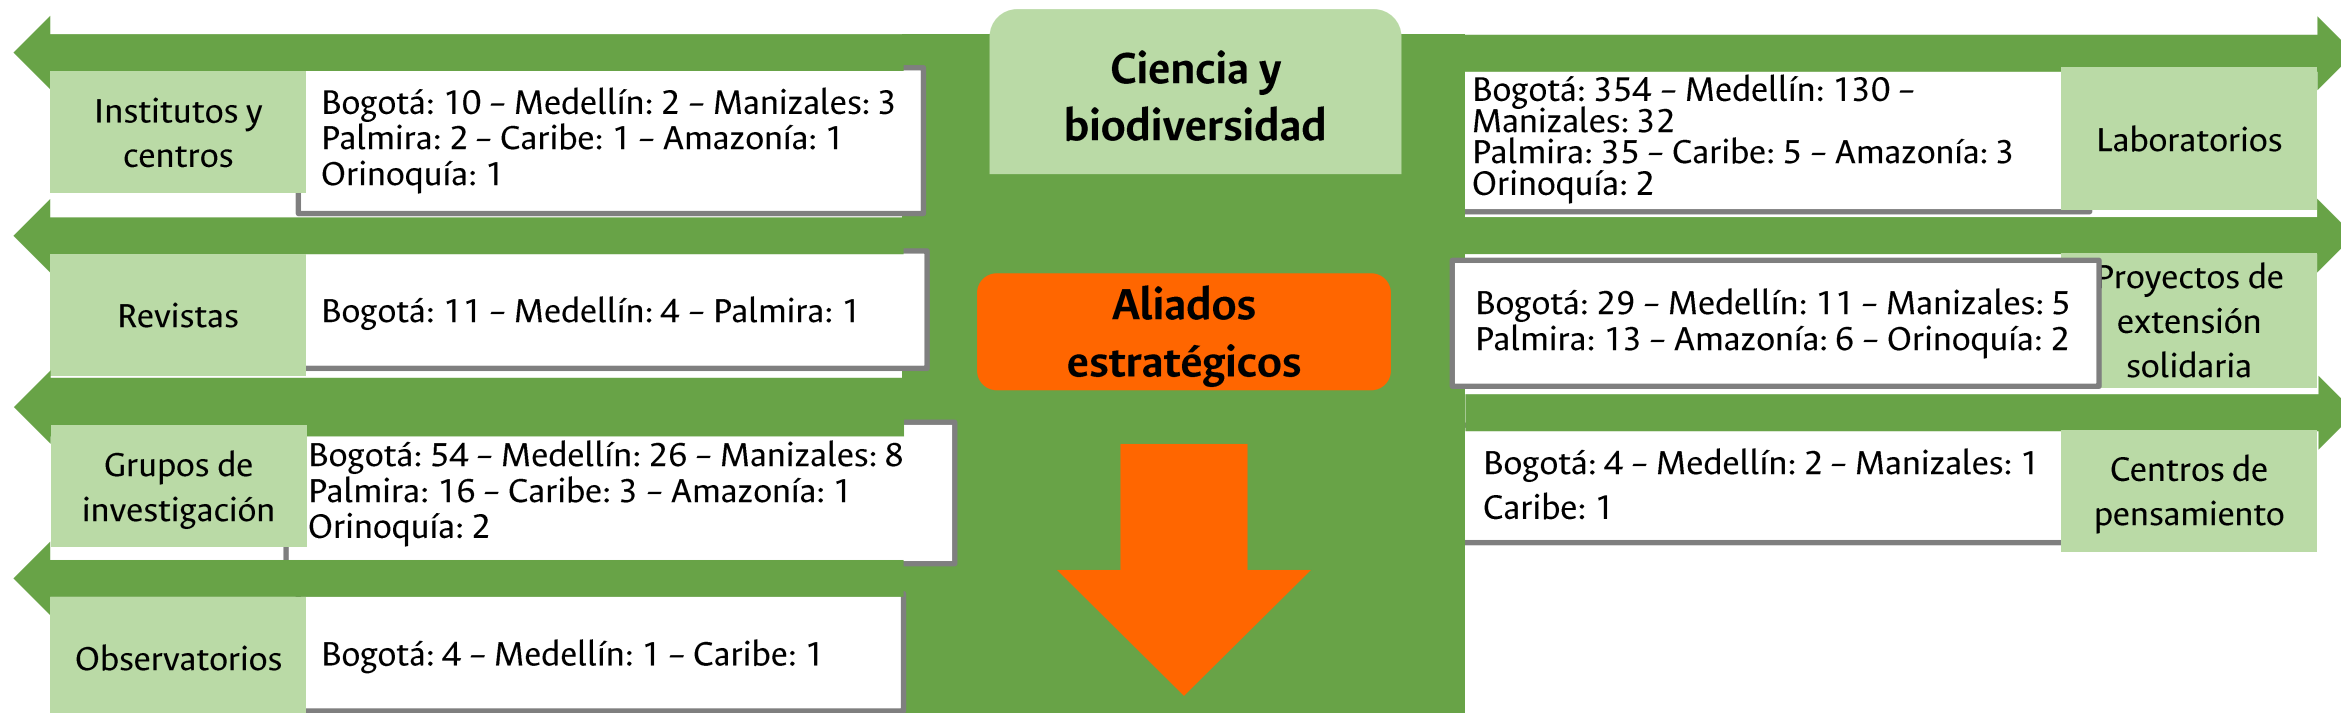 Ciencia y
biodiversidad
Aliados
estratégicos
Institutos y
centros
Bogotá: 10 – Medellín: 2 – Manizales: 3
Palmira: 2 – Caribe: 1 – Amazonía: 1
Orinoquía: 1
Revistas
Bogotá: 11 – Medellín: 4 – Palmira: 1
Grupos de
investigación
Bogotá: 54 – Medellín: 26 – Manizales: 8
Palmira: 16 – Caribe: 3 – Amazonía: 1
Orinoquía: 2
Observatorios
Bogotá: 4 – Medellín: 1 – Caribe: 1
Bogotá: 354 – Medellín: 130 –
Manizales: 32
Palmira: 35 – Caribe: 5 – Amazonía: 3
Orinoquía: 2
Laboratorios
Bogotá: 29 – Medellín: 11 – Manizales: 5
Palmira: 13 – Amazonía: 6 – Orinoquía: 2
Proyectos de
extensión
solidaria
Bogotá: 4 – Medellín: 2 – Manizales: 1
Caribe: 1
Centros de
pensamiento